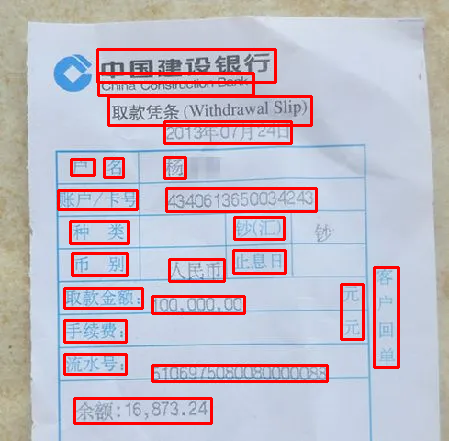 中国建设银行
China Construction Bank
取款凭条 (Withdrawal Slip)
2013年07月24日
户 名 杨
账户/卡号 4340613650034243
种 类 钞(汇) 钞
币 别 人民币 止息日
取款金额: 100,000.00 元
手续费: 元
流水号: 5106975080080000088
余额:16,873.24
客户回单